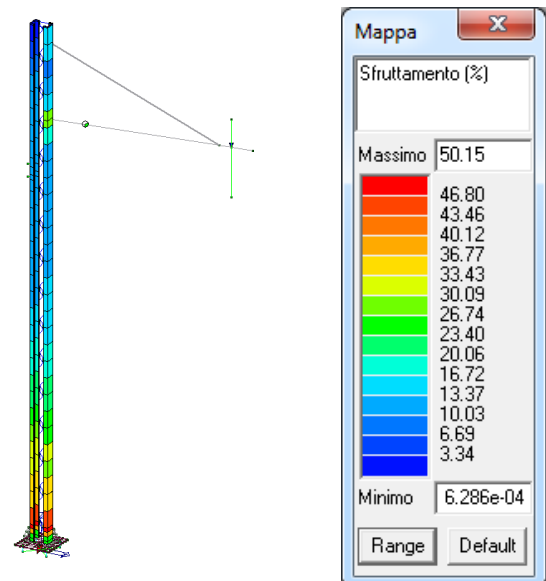 Mappa
Sfruttamento (%)
Massimo 50.15
46.80
43.46
40.12
36.77
33.43
30.09
26.74
23.40
20.06
16.72
13.37
10.03
6.69
3.34
Minimo 6.286e-04
Range Default